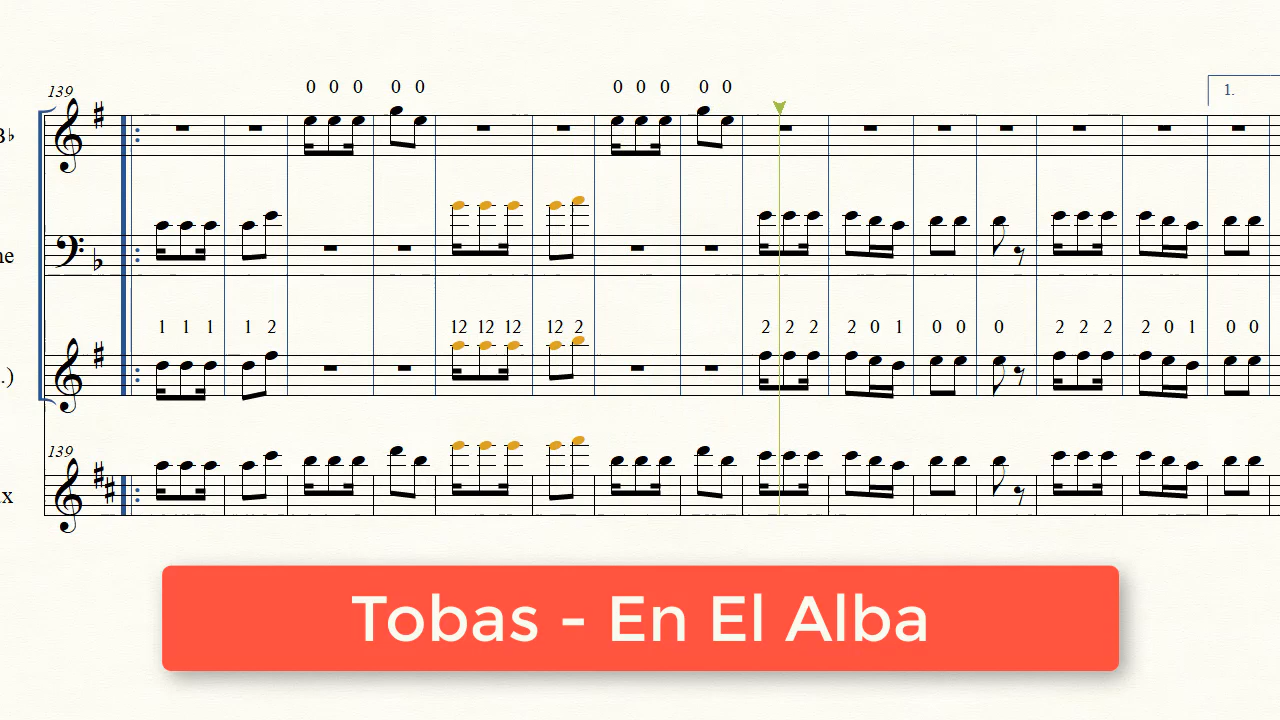 139
0 0 0 0 0 0 0 0 0 0
1.
B♭
ne
1 1 1 1 2 12 12 12 12 2 2 2 2 2 0 1 0 0 0 2 2 2 2 0 1 0 0
.)
139
x
Tobas - En El Alba